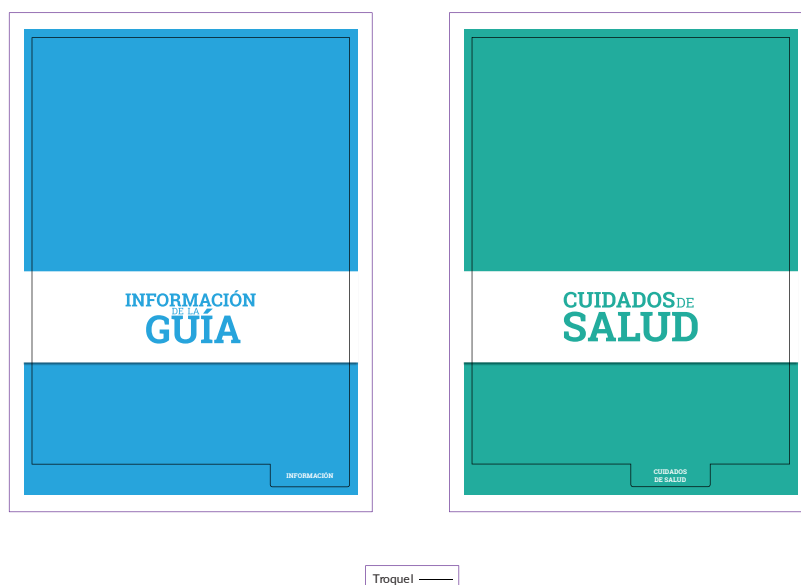 INFORMACIÓN
DE LA
GUÍA
INFORMACIÓN
CUIDADOS DE
SALUD
CUIDADOS
DE SALUD
Troquel